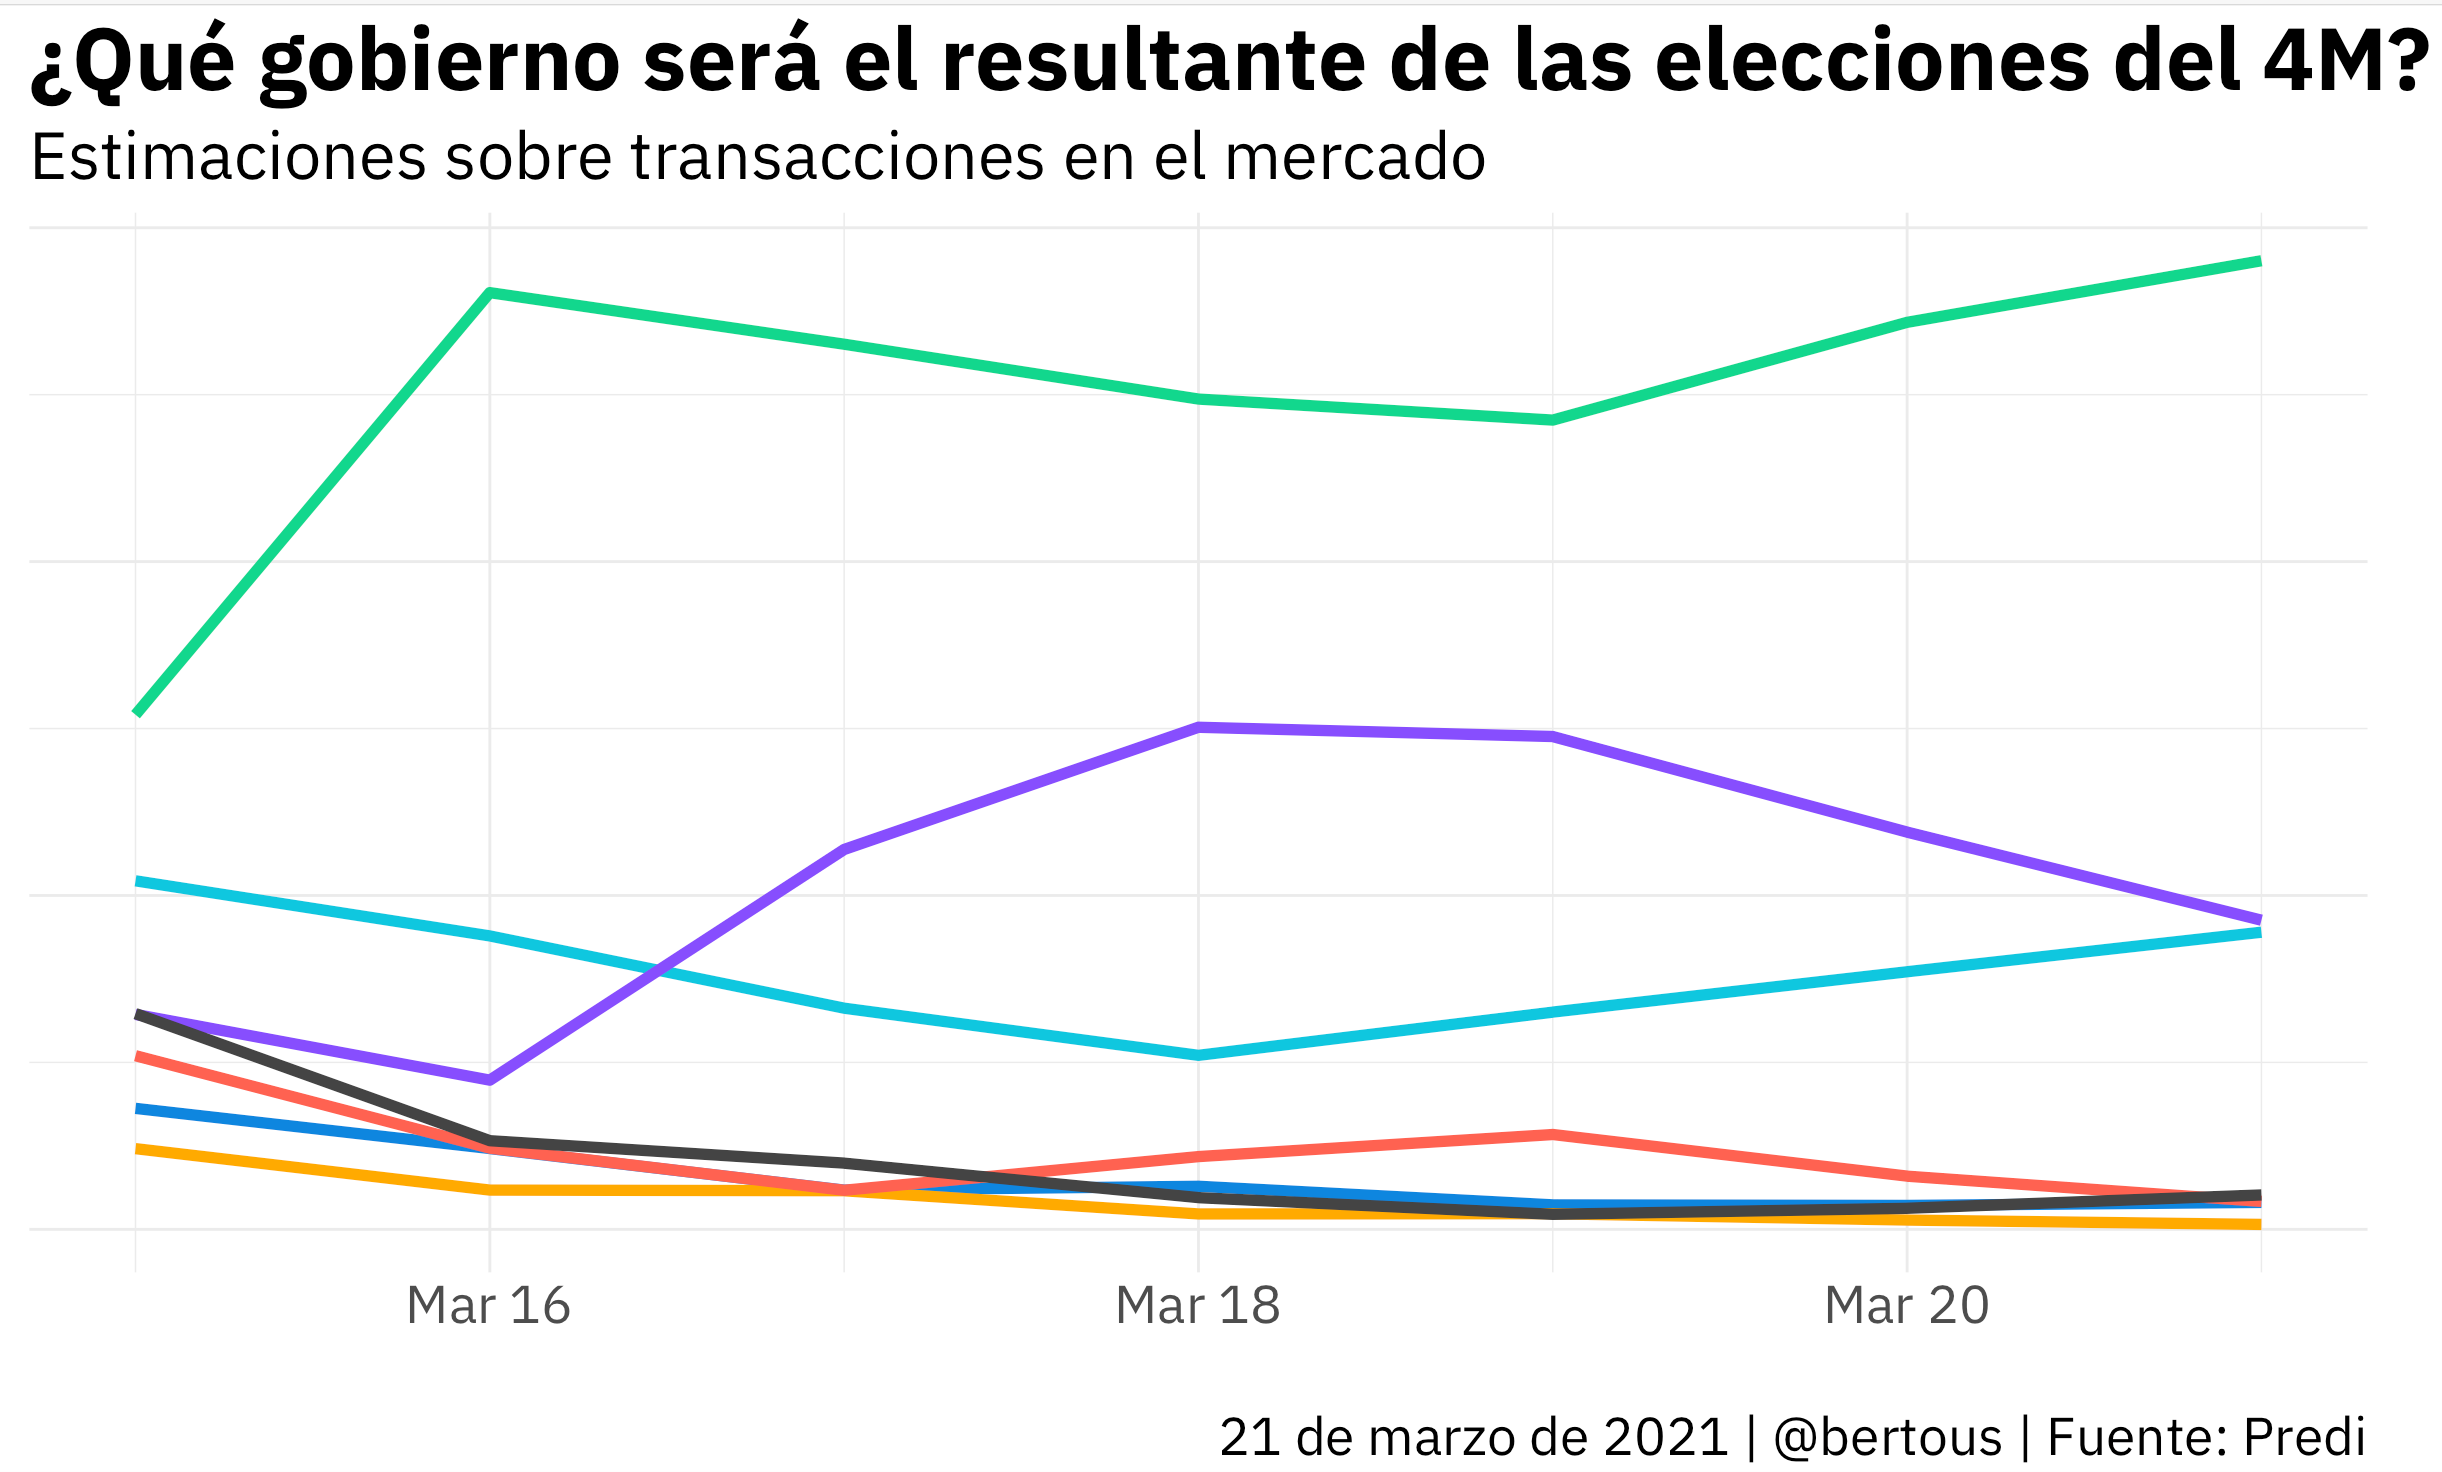 ¿Qué gobierno será el resultante de las elecciones del 4M?
Estimaciones sobre transacciones en el mercado
Mar 16
Mar 18
Mar 20
21 de marzo de 2021 | @bertous | Fuente: Predi